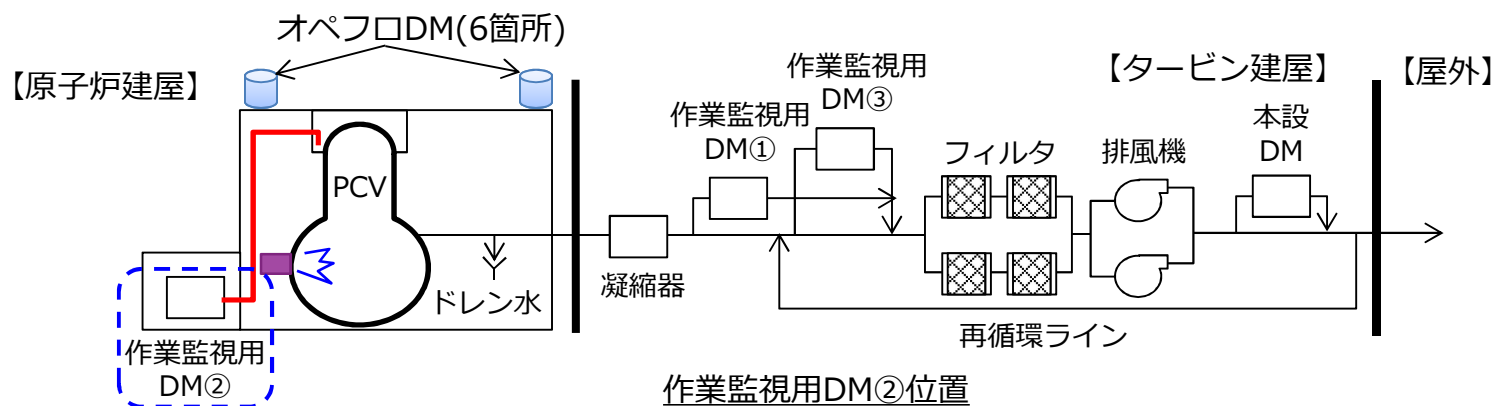 オペフロDM(6箇所)
【原子炉建屋】
作業監視用
DM③
【タービン建屋】
【屋外】
作業監視用
DM①
本設
DM
フィルタ
排風機
PCV
凝縮器
ドレン水
再循環ライン
作業監視用
DM②
作業監視用DM②位置